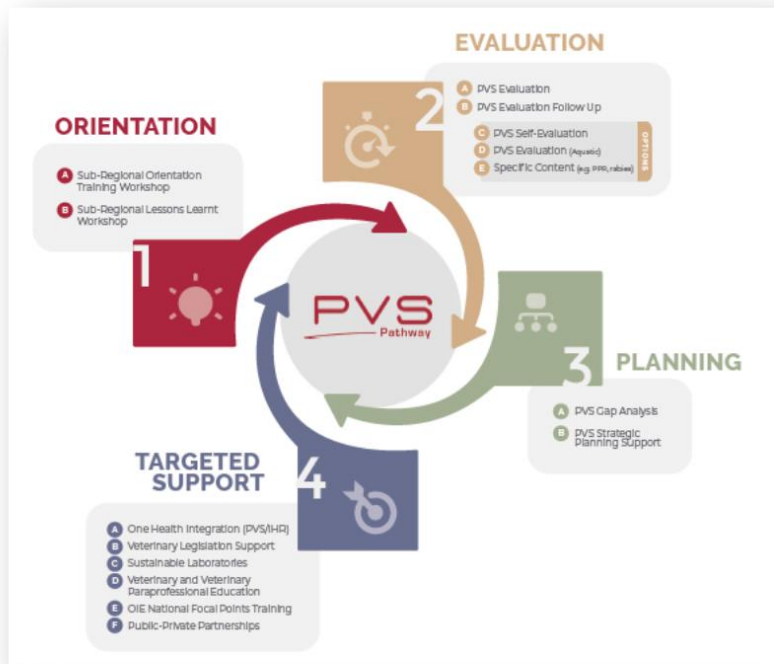 ORIENTATION
1
A Sub-Regional Orientation
Training Workshop
B Sub-Regional Lessons Learnt
Workshop
EVALUATION
2
A PVS Evaluation
B PVS Evaluation Follow Up
C PVS Self-Evaluation
D PVS Evaluation (Aquatic)
E Specific Content (e.g. PPR, rabies)
OPTIONS
PVS
Pathway
PLANNING
3
A PVS Gap Analysis
B PVS Strategic
Planning Support
TARGETED
SUPPORT
4
A One Health Integration (PVS/IHR)
B Veterinary Legislation Support
C Sustainable Laboratories
D Veterinary and Veterinary
Paraprofessional Education
E OIE National Focal Points Training
F Public-Private Partnerships